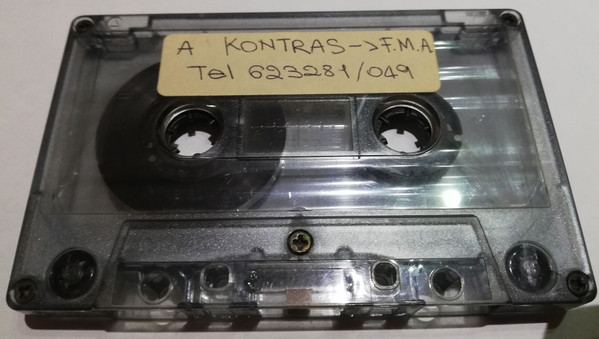 A KONTRAS->F.M.A
Tel 623281/049